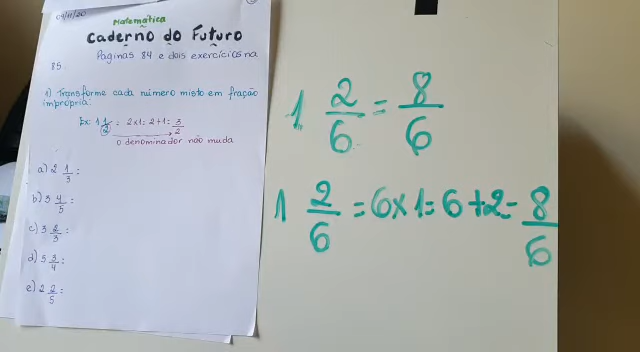 04/11/20
Matemática
Caderno do Futuro
Páginas 84 e dois exercícios na
85.
1) Transforme cada número misto em fração
imprópria:
Ex: 1 1/2 = 2x1=2+1= 3/2
o denominador não muda
a) 2 1/3 =
b) 3 4/5 =
c) 3 2/3 =
d) 5 3/4 =
e) 2 2/5 =
1 2/6 = 8/6
1 2/6 = 6x1=6+2= 8/6